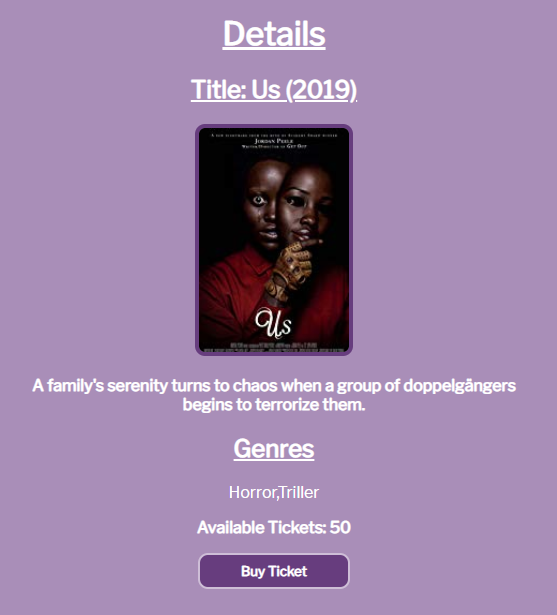 Details
Title: Us (2019)
A NEW NIGHTMARE FROM THE MIND OF ACADEMY AWARD WINNER
JORDAN PEELE
WRITER/DIRECTOR OF GET OUT
Us
A family's serenity turns to chaos when a group of doppelgångers
begins to terrorize them.
Genres
Horror,Triller
Available Tickets: 50
Buy Ticket